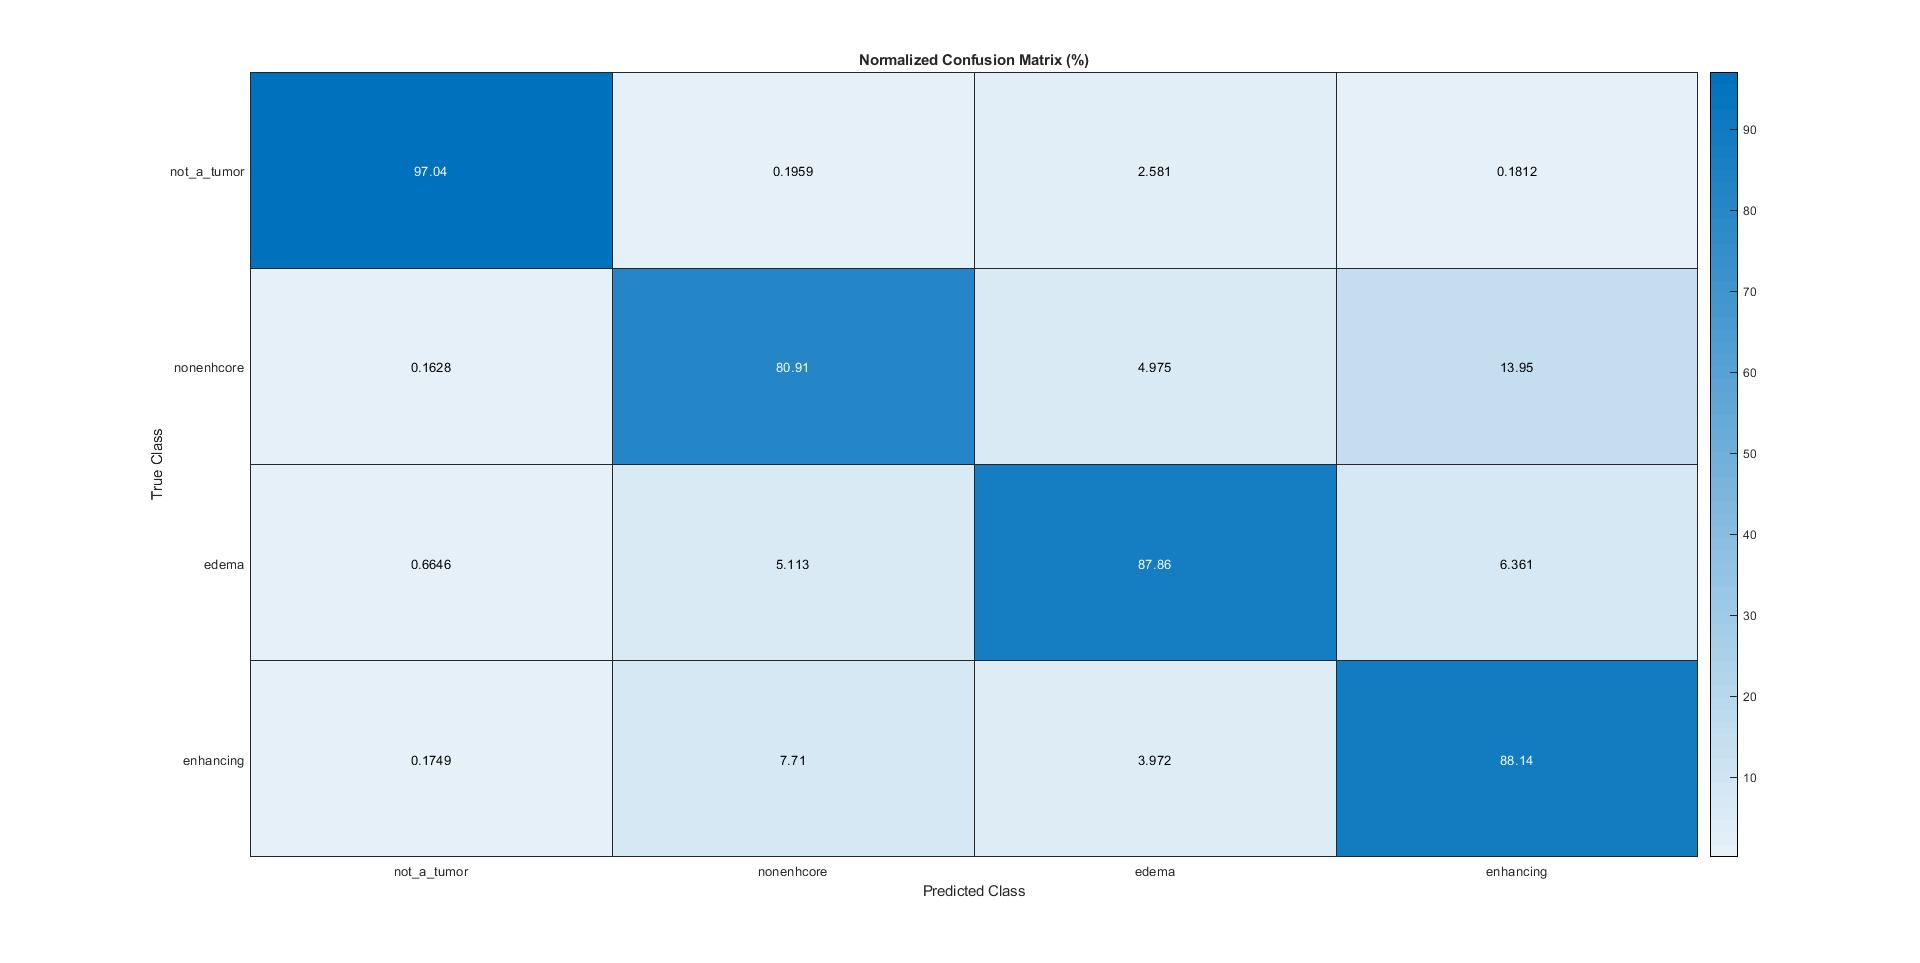 Normalized Confusion Matrix (%)
not_a_tumor 97.04 0.1959 2.581 0.1812
nonenhcore 0.1628 80.91 4.975 13.95
edema 0.6646 5.113 87.86 6.361
enhancing 0.1749 7.71 3.972 88.14
not_a_tumor nonenhcore edema enhancing
Predicted Class
True Class
90
80
70
60
50
40
30
20
10